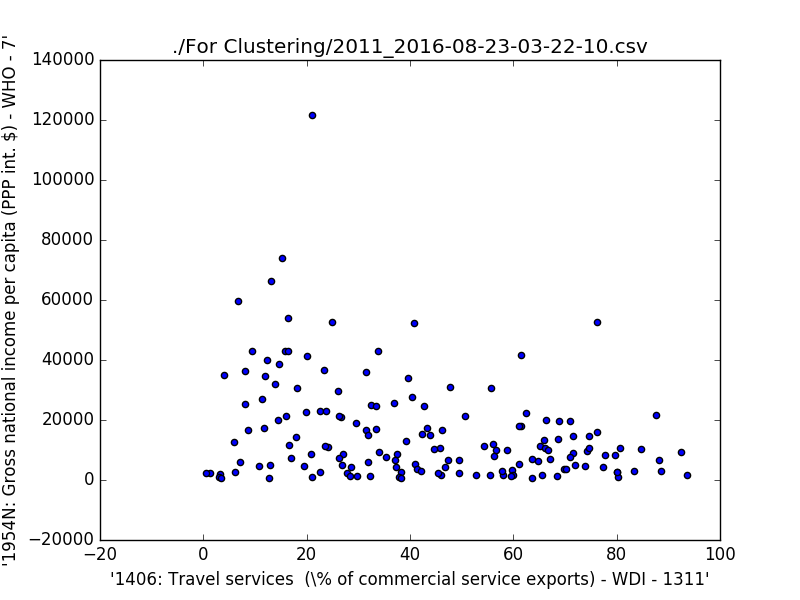 ./For Clustering/2011_2016-08-23-03-22-10.csv
'1954N: Gross national income per capita (PPP int. $) - WHO - 7'
140000
120000
100000
80000
60000
40000
20000
0
−20000
−20 0 20 40 60 80 100
'1406: Travel services  (\% of commercial service exports) - WDI - 1311'